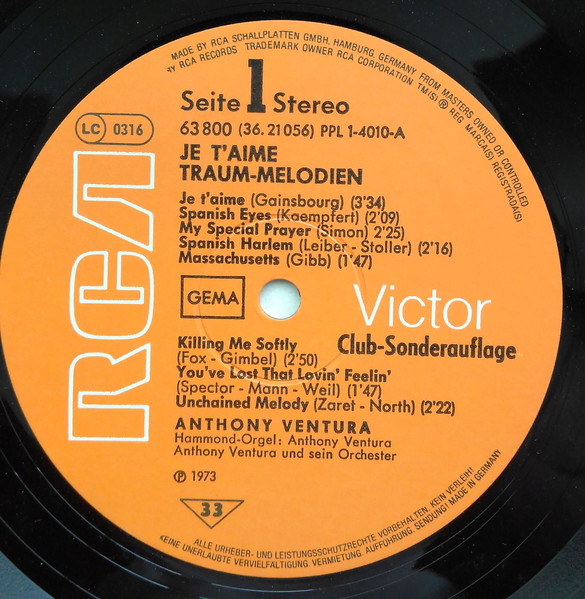 MADE BY RCA SCHALLPLATTEN GMBH, HAMBURG, GERMANY, FROM MASTERS OWNED OR CONTROLLED
BY RCA RECORDS TRADEMARK OWNER RCA CORPORATION TM(S) ® REG MARCA(S) REGISTRADA(S)
Seite 1 Stereo
LC 0316
63 800 (36. 21 056) PPL 1-4010-A
JE T'AIME
TRAUM-MELODIEN
Je t'aime (Gainsbourg) (3'34)
Spanish Eyes (Kaempfert) (2'09)
My Special Prayer (Simon) 2'25)
Spanish Harlem (Leiber - Stoller) (2'16)
Massachusetts (Gibb) (1'47)
RCA
GEMA
Victor
Club-Sonderauflage
Killing Me Softly
(Fox - Gimbel) (2'50)
You've Lost That Lovin' Feelin'
(Spector - Mann - Weil) (1'47)
Unchained Melody (Zaret - North) (2'22)
ANTHONY VENTURA
Hammond-Orgel: Anthony Ventura
Anthony Ventura und sein Orchester
℗ 1973
33
ALLE URHEBER- UND LEISTUNGSSCHUTZRECHTE VORBEHALTEN. KEIN VERLEIH!
KEINE UNERLAUBTE VERVIELFÄLTIGUNG, VERMIETUNG, AUFFÜHRUNG, SENDUNG! MADE IN GERMANY